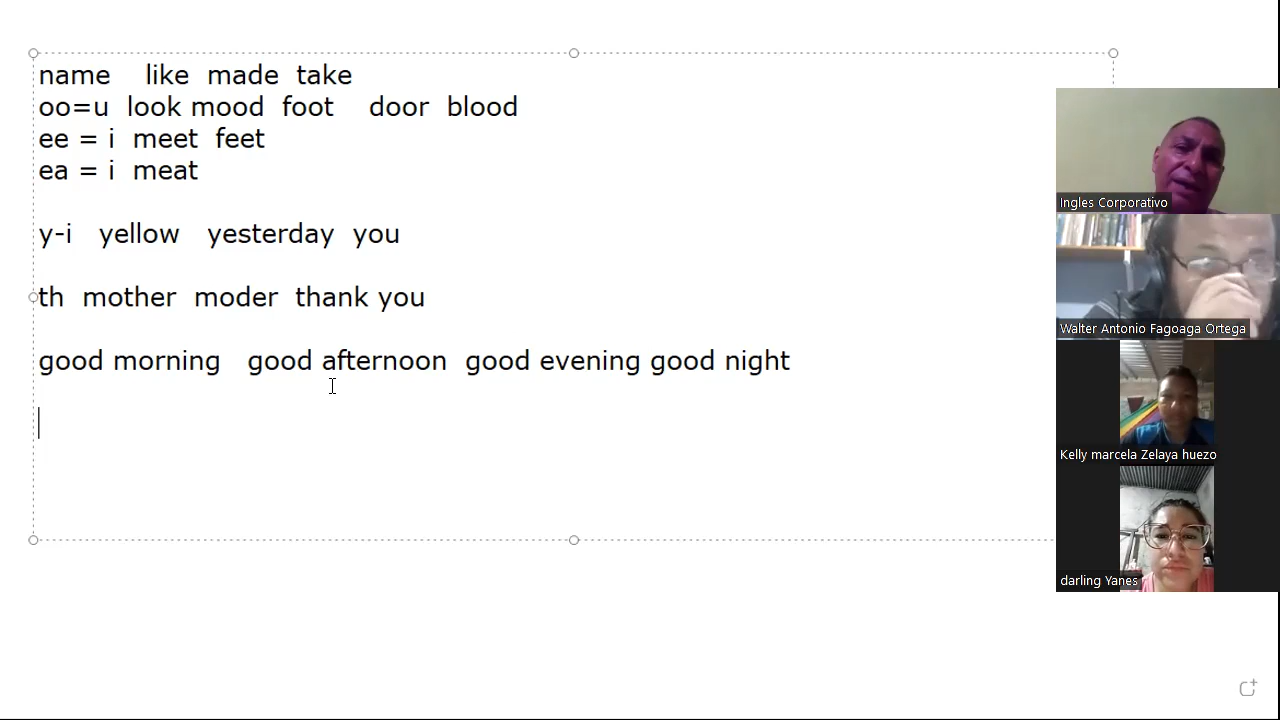 name like made take
oo=u look mood foot door blood
ee = i meet feet
ea = i meat
y-i yellow yesterday you
th mother moder thank you
good morning good afternoon good evening good night
Ingles Corporativo
Walter Antonio Fagoaga Ortega
Kelly marcela Zelaya huezo
darling Yanes